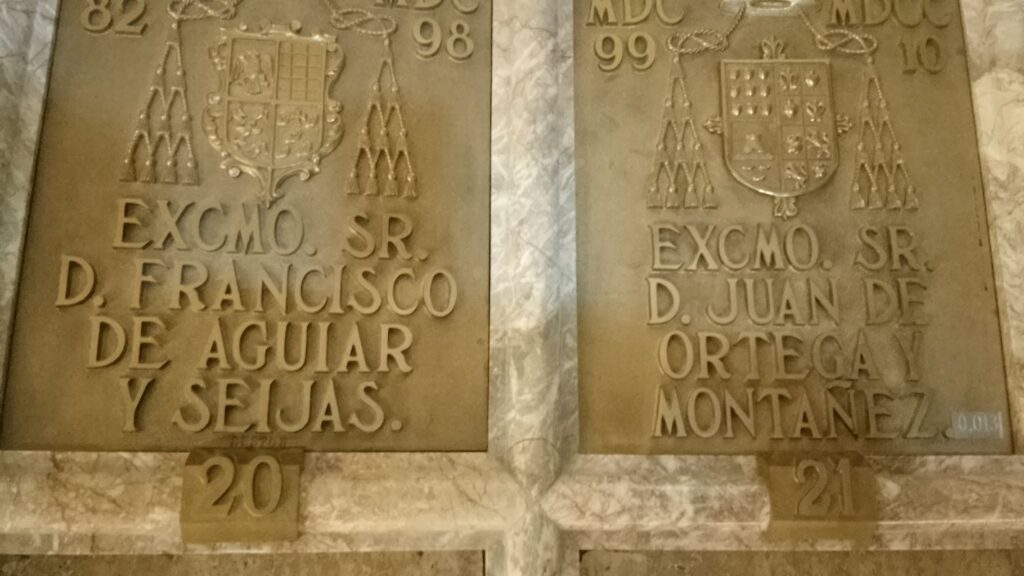 82
98
EXCMO. SR.
D. FRANCISCO
DE AGUIAR
Y SEIJAS.
20
MDC MDCC
99 10
EXCMO. SR.
D. JUAN DE
ORTEGA Y
MONTAÑEZ.
21